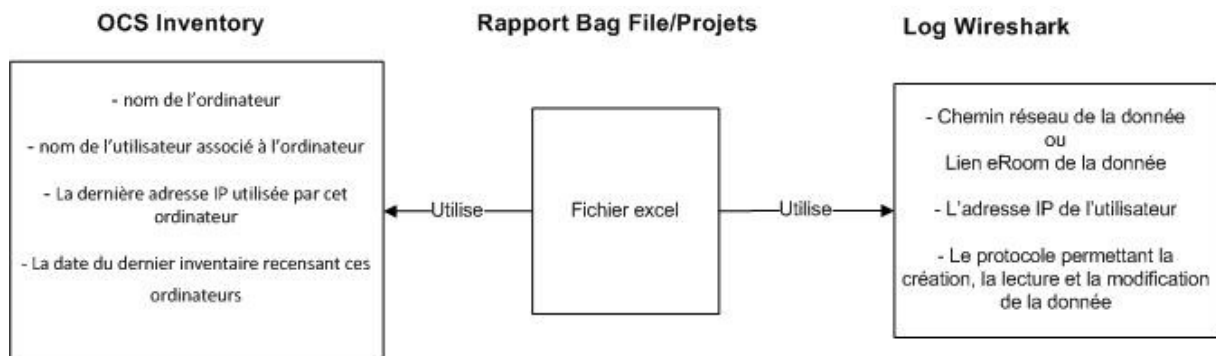 OCS Inventory
- nom de l'ordinateur
- nom de l'utilisateur associé à l'ordinateur
- La dernière adresse IP utilisée par cet
ordinateur
- La date du dernier inventaire recensant ces
ordinateurs
Utilise
Rapport Bag File/Projets
Fichier excel
Utilise
Log Wireshark
- Chemin réseau de la donnée
ou
Lien eRoom de la donnée
- L'adresse IP de l'utilisateur
- Le protocole permettant la
création, la lecture et la modification
de la donnée